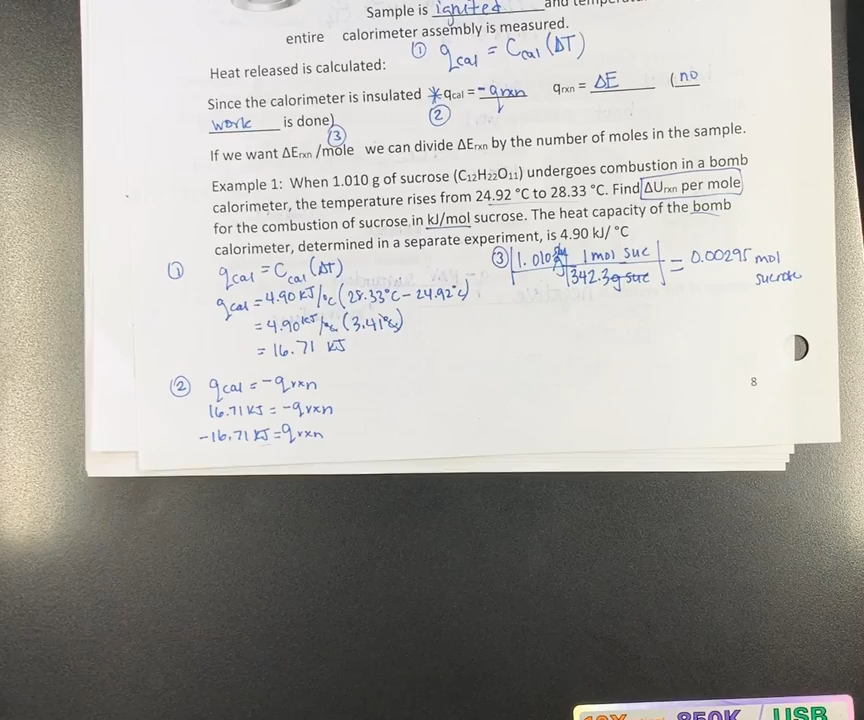 Sample is ignited and tempera
entire calorimeter assembly is measured.
Heat released is calculated: ① qcal = Ccal (ΔT)
Since the calorimeter is insulated * qcal = -qrxn qrxn = ΔE (no
②
work is done)
③
If we want ΔErxn /mole we can divide ΔErxn by the number of moles in the sample.
Example 1: When 1.010 g of sucrose (C12H22O11) undergoes combustion in a bomb
calorimeter, the temperature rises from 24.92 °C to 28.33 °C. Find ΔUrxn per mole
for the combustion of sucrose in kJ/mol sucrose. The heat capacity of the bomb
calorimeter, determined in a separate experiment, is 4.90 kJ/ °C
① qcal = Ccal (ΔT)
qcal = 4.90 kJ/°C (28.33°C - 24.92°C)
= 4.90 kJ/°C (3.41°C)
= 16.71 kJ
② qcal = -qrxn
16.71 kJ = -qrxn
-16.71 kJ = qrxn
③ 1.010 1 mol suc = 0.00295 mol
342.3 g suc sucrose
8
850K / USB